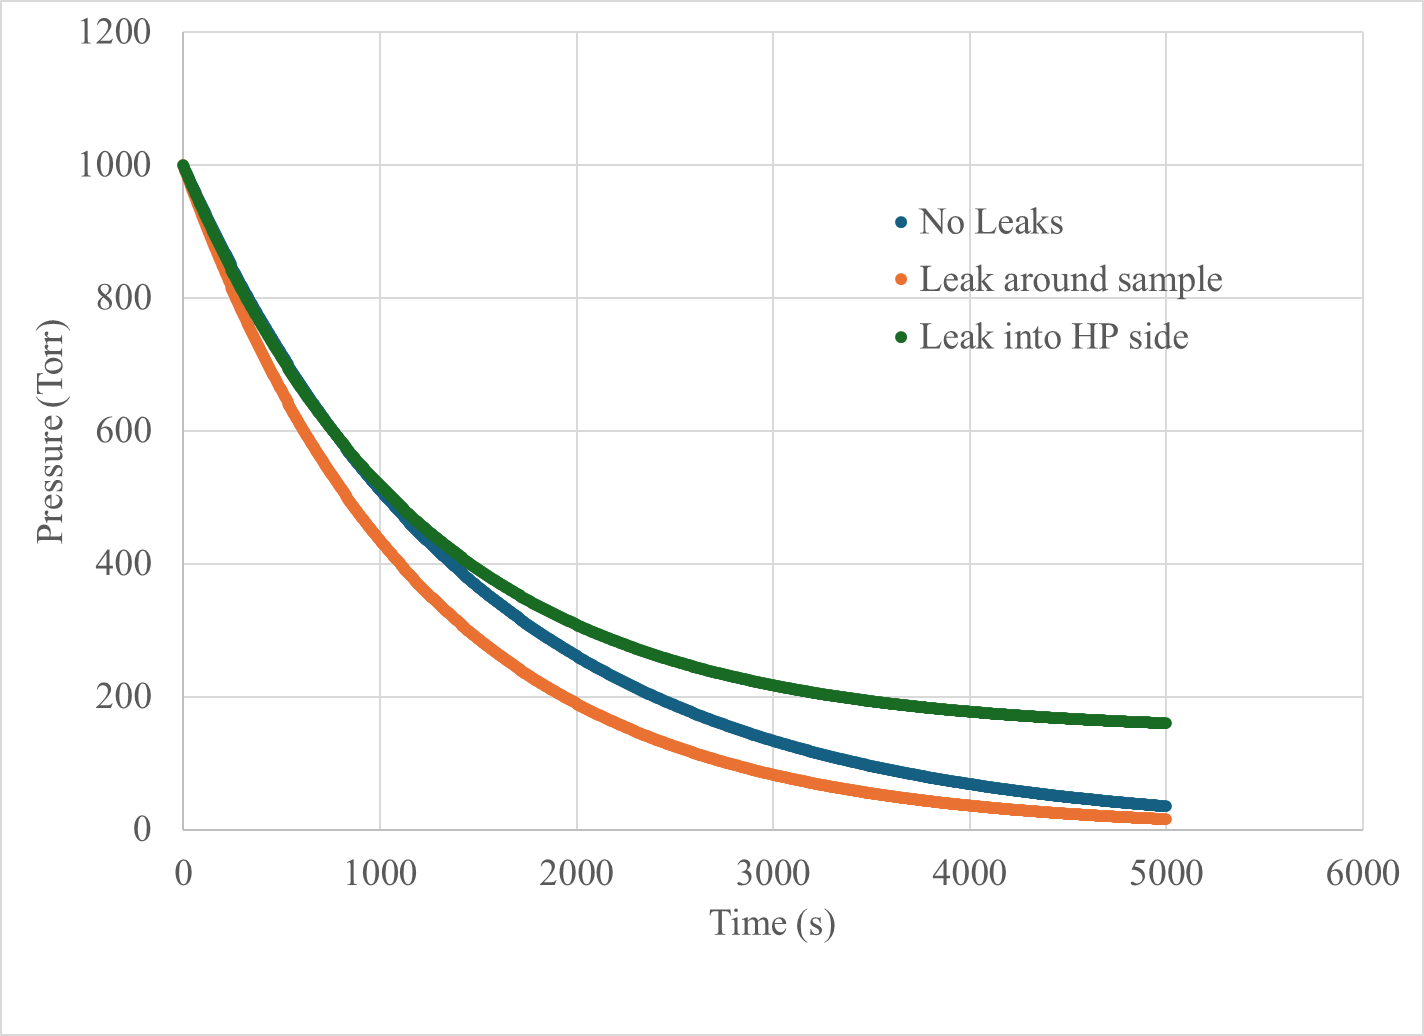 1200
1000
800
600
400
200
0
Pressure (Torr)
No Leaks
Leak around sample
Leak into HP side
0 1000 2000 3000 4000 5000 6000
Time (s)